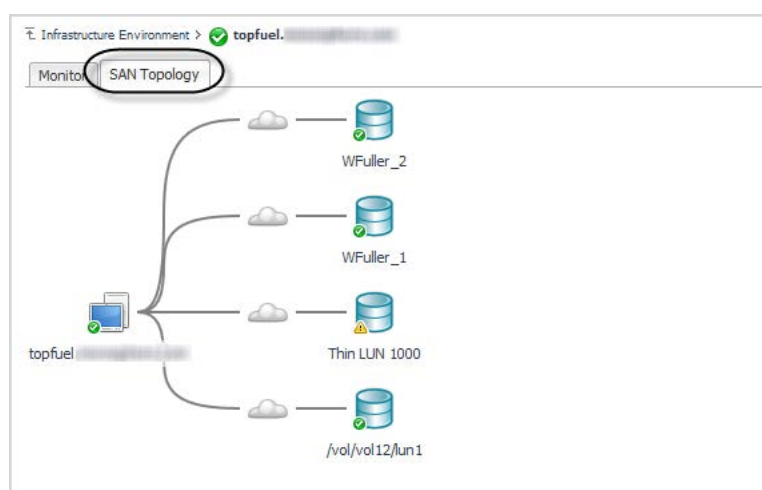 Infrastructure Environment > topfuel.
Monitor SAN Topology
WFuller_2
WFuller_1
topfuel
Thin LUN 1000
/vol/vol12/lun1